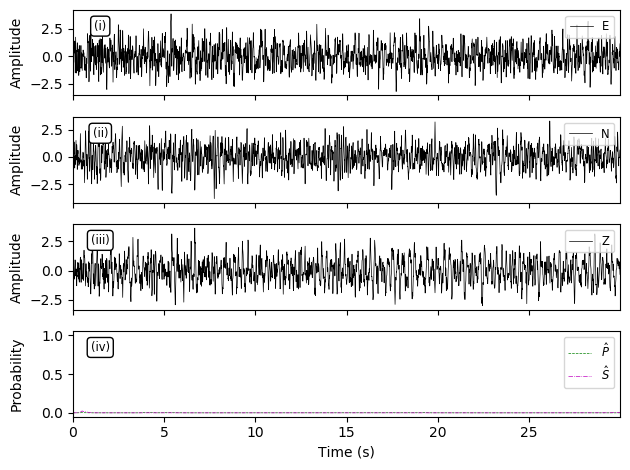 (i)
E
2.5
0.0
−2.5
Amplitude
(ii)
N
2.5
0.0
−2.5
Amplitude
(iii)
Z
2.5
0.0
−2.5
Amplitude
(iv)
P̂
Ŝ
1.0
0.5
0.0
Probability
0 5 10 15 20 25
Time (s)